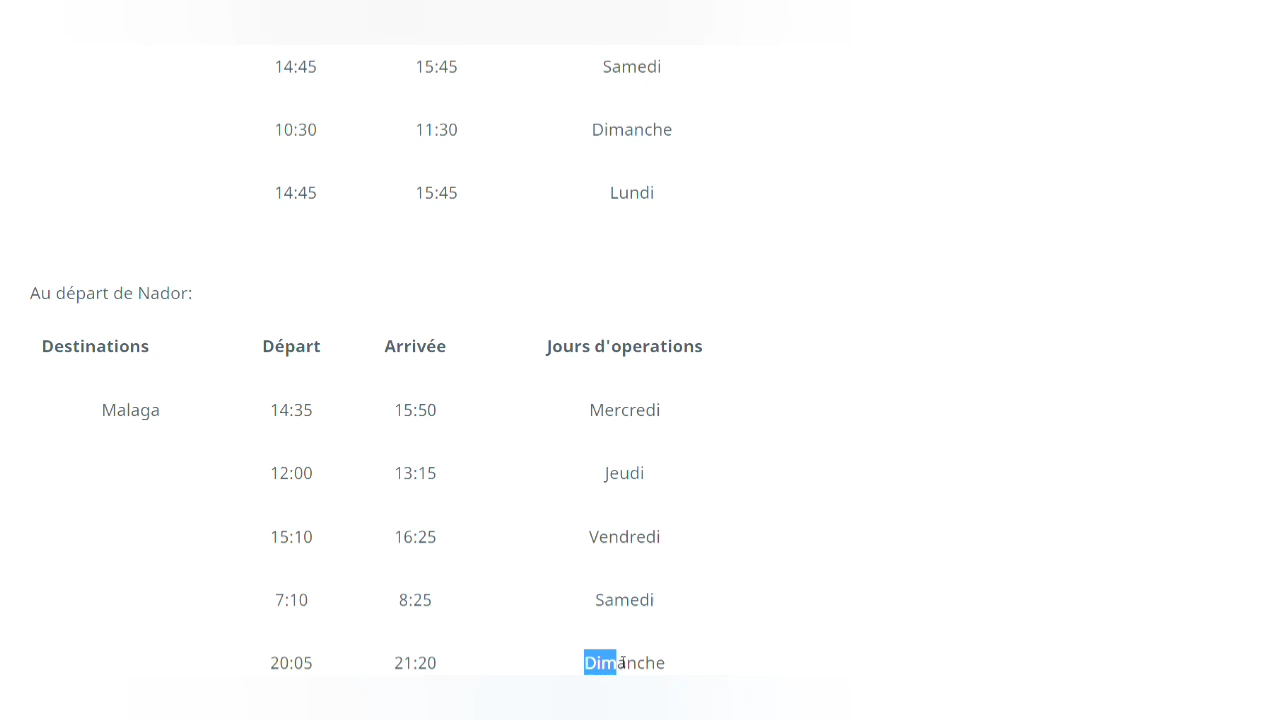 14:45 15:45 Samedi
10:30 11:30 Dimanche
14:45 15:45 Lundi
Au départ de Nador:
Destinations Départ Arrivée Jours d'operations
Malaga 14:35 15:50 Mercredi
12:00 13:15 Jeudi
15:10 16:25 Vendredi
7:10 8:25 Samedi
20:05 21:20 Dimanche